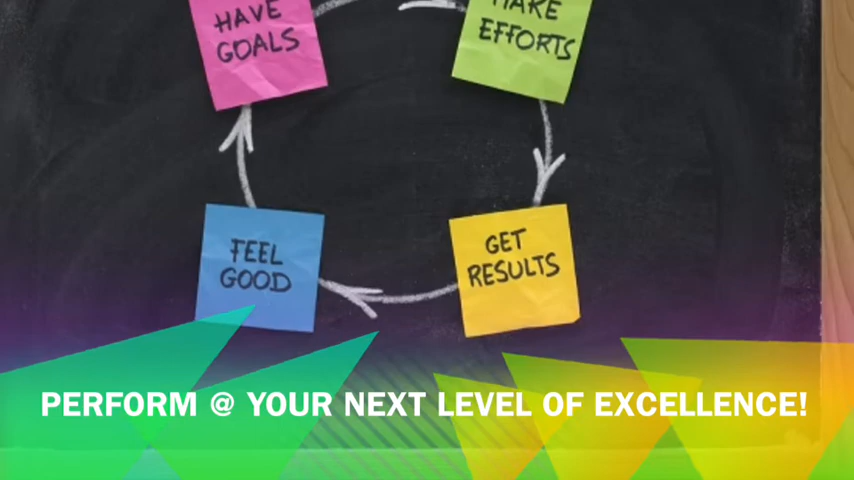 HAVE
GOALS
MAKE
EFFORTS
FEEL
GOOD
GET
RESULTS
PERFORM @ YOUR NEXT LEVEL OF EXCELLENCE!